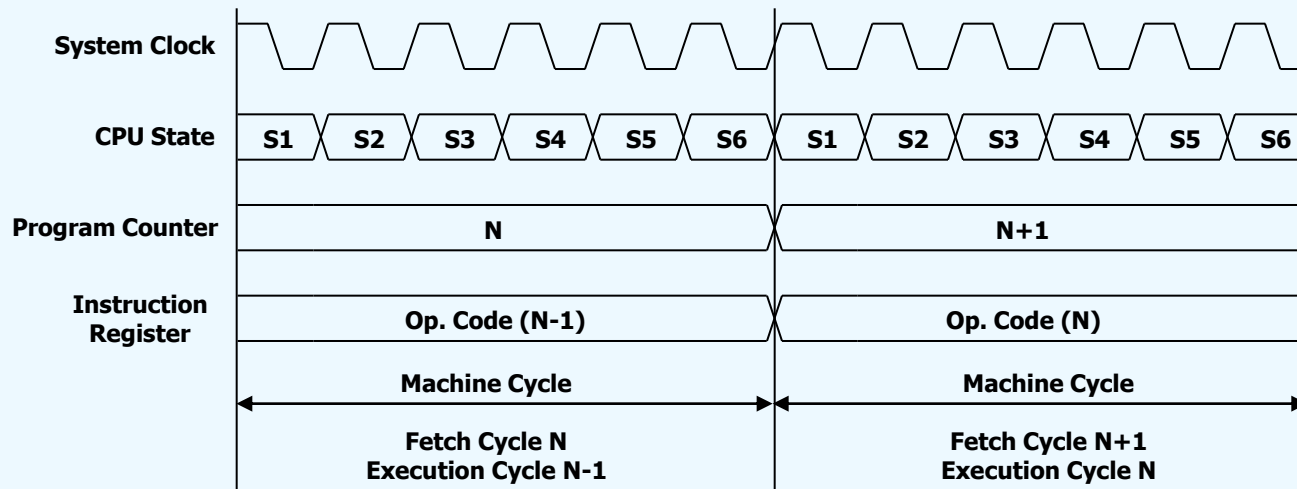 System Clock
CPU State
S1 S2 S3 S4 S5 S6 S1 S2 S3 S4 S5 S6
Program Counter
N
N+1
Instruction
Register
Op. Code (N-1)
Op. Code (N)
Machine Cycle
Machine Cycle
Fetch Cycle N
Execution Cycle N-1
Fetch Cycle N+1
Execution Cycle N